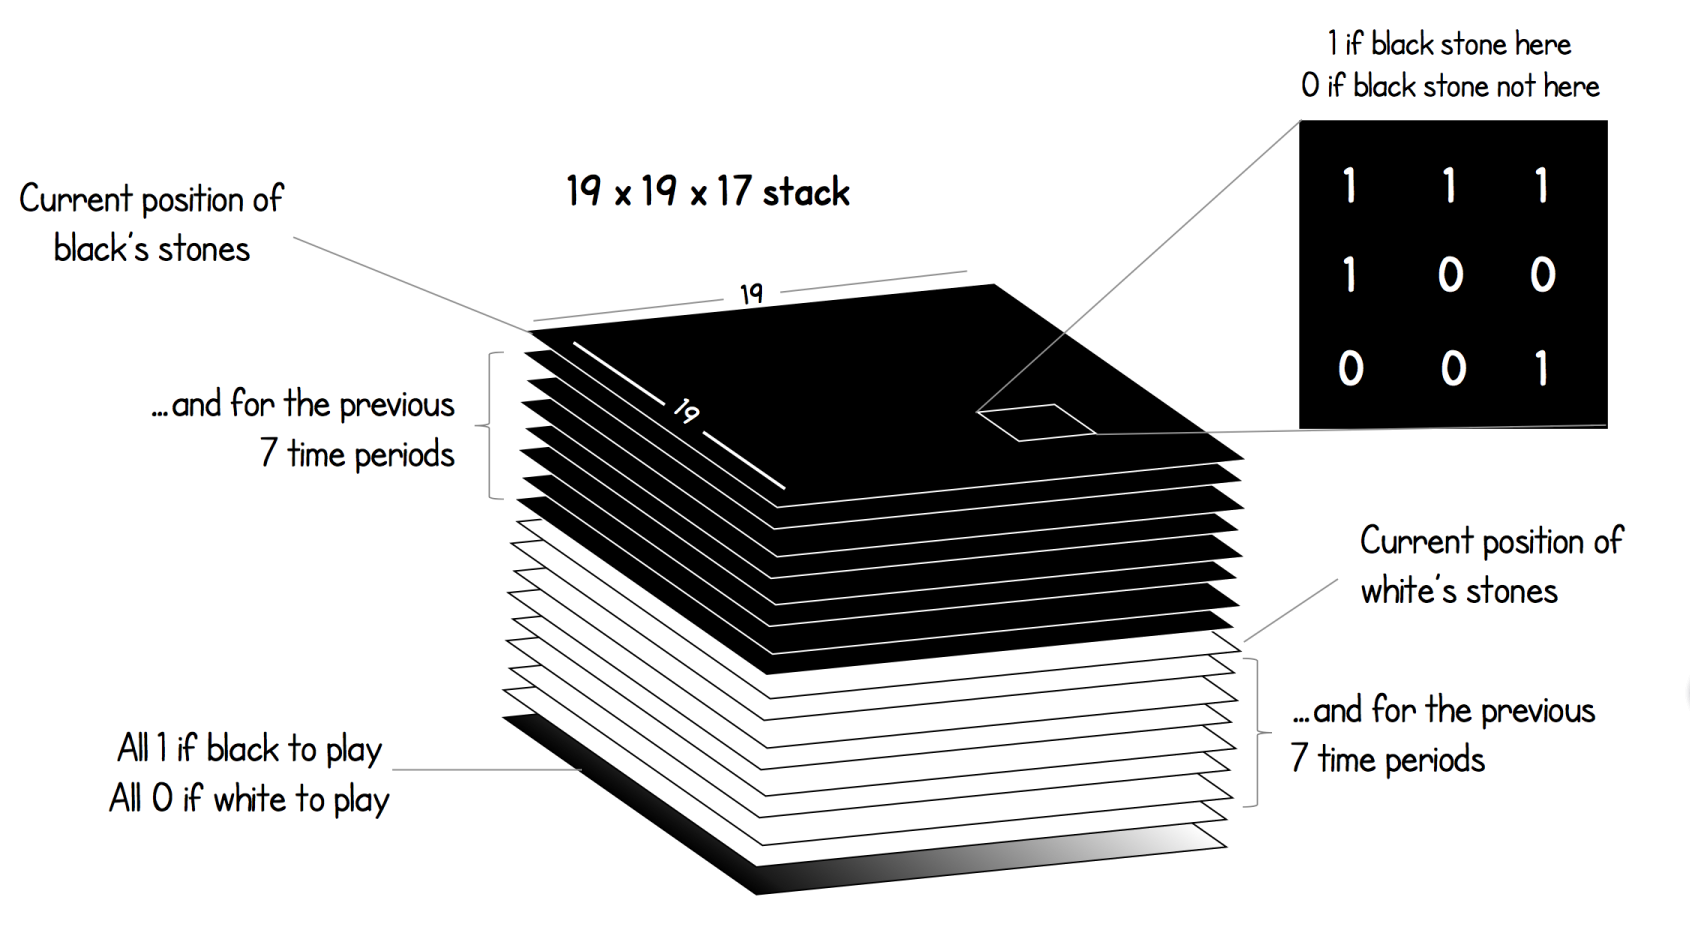 1 if black stone here
0 if black stone not here
1 1 1
1 0 0
0 0 1
19 x 19 x 17 stack
Current position of
black's stones
19
19
...and for the previous
7 time periods
Current position of
white's stones
...and for the previous
7 time periods
All 1 if black to play
All 0 if white to play